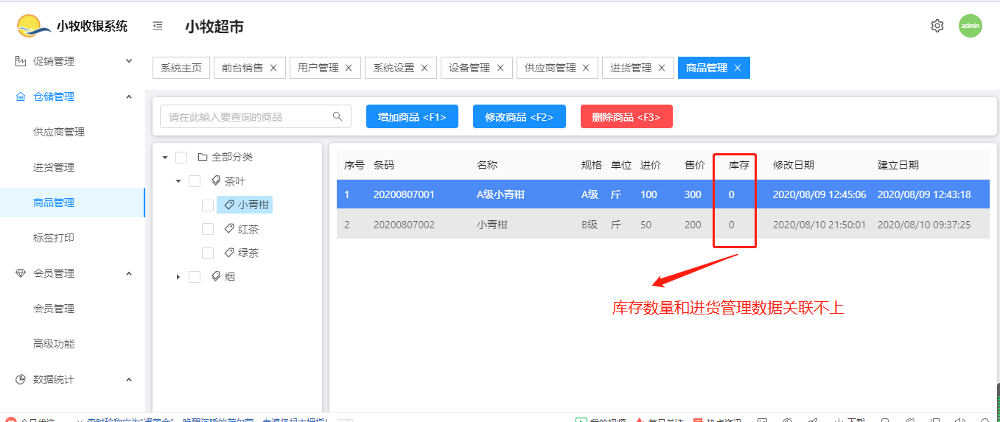 小牧收银系统 小牧超市 admin
促销管理
系统主页 前台销售 用户管理 系统设置 设备管理 供应商管理 进货管理 商品管理
仓储管理
请在此输入要查询的商品 增加商品 <F1> 修改商品 <F2> 删除商品 <F3>
供应商管理
进货管理
商品管理
标签打印
会员管理
会员管理
高级功能
数据统计
全部分类
茶叶
小青柑
红茶
绿茶
烟
序号 条码 名称 规格 单位 进价 售价 库存 修改日期 建立日期
1 20200807001 A级小青柑 A级 斤 100 300 0 2020/08/09 12:45:06 2020/08/09 12:43:18
2 20200807002 小青柑 B级 斤 50 200 0 2020/08/10 21:50:01 2020/08/10 09:37:25
库存数量和进货管理数据关联不上